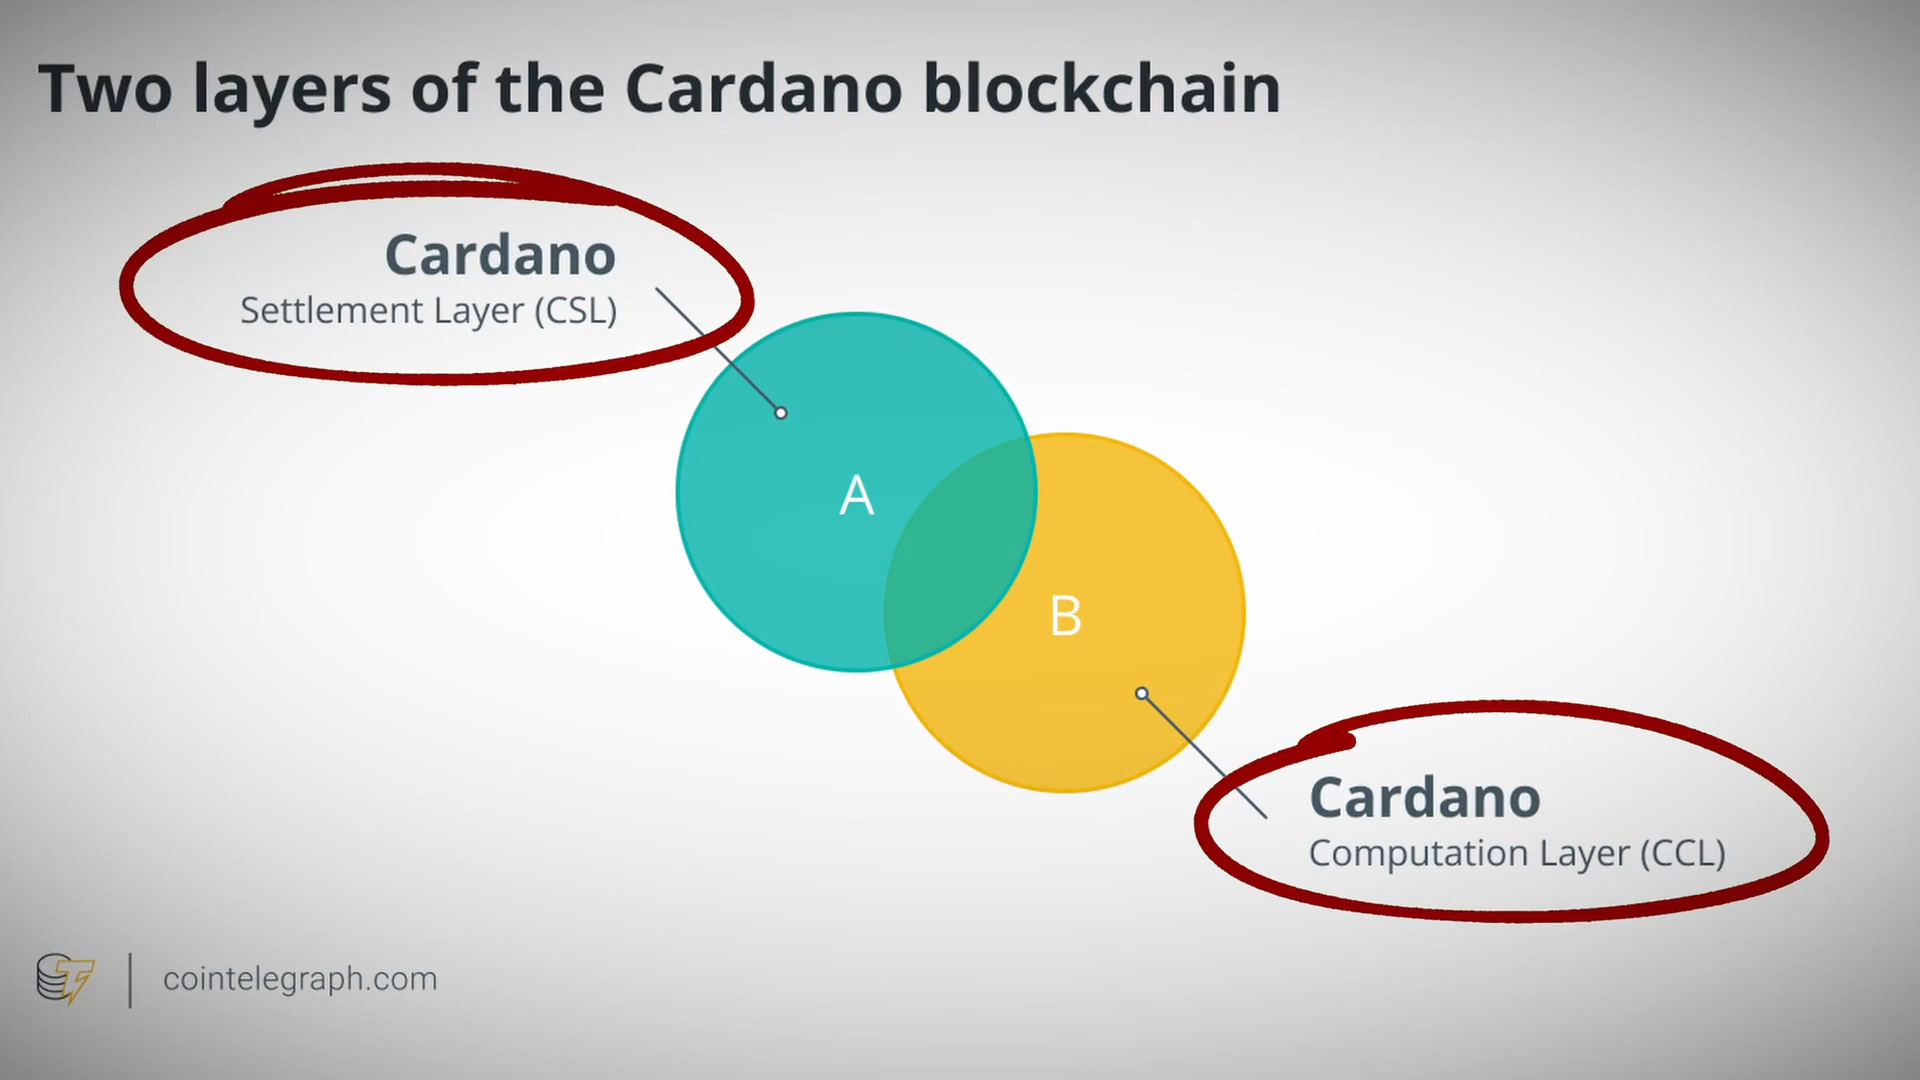 Two layers of the Cardano blockchain
Cardano
Settlement Layer (CSL)
A
B
Cardano
Computation Layer (CCL)
cointelegraph.com